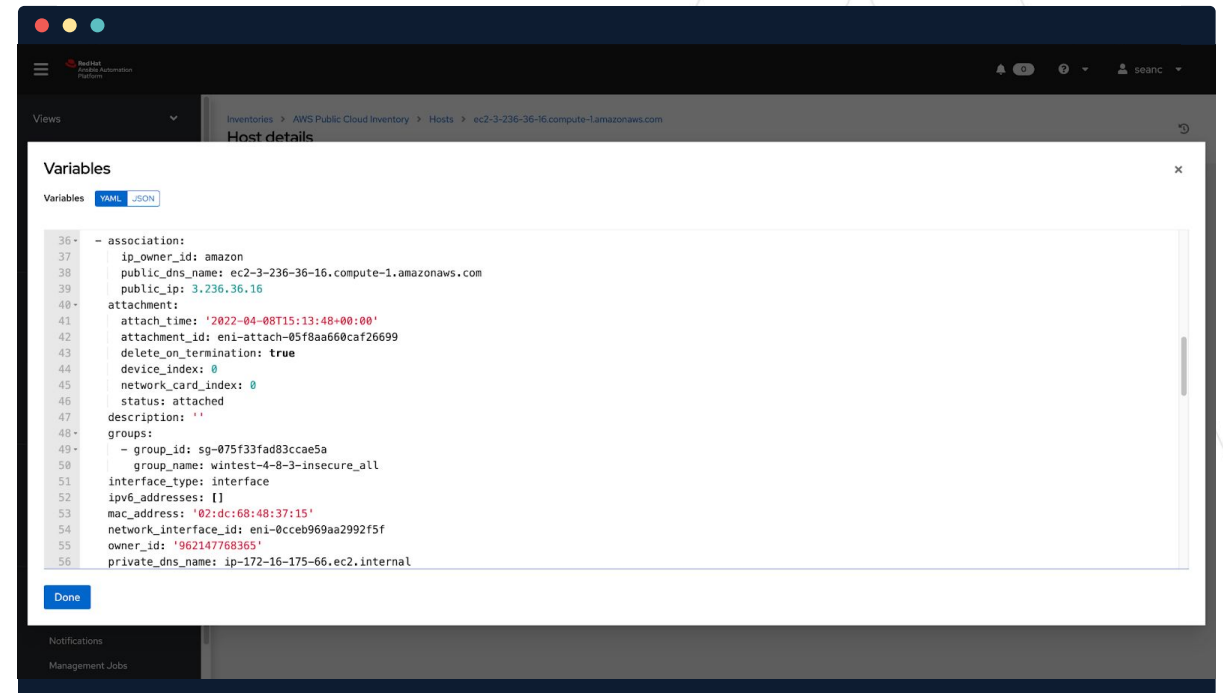 Red Hat
Ansible Automation
Platform
0
seanc
Views
Inventories > AWS Public Cloud Inventory > Hosts > ec2-3-236-36-16.compute-1.amazonaws.com
Host details
Variables
Variables YAML JSON
36 - association:
37 ip_owner_id: amazon
38 public_dns_name: ec2-3-236-36-16.compute-1.amazonaws.com
39 public_ip: 3.236.36.16
40 attachment:
41 attach_time: '2022-04-08T15:13:48+00:00'
42 attachment_id: eni-attach-05f8aa660caf26699
43 delete_on_termination: true
44 device_index: 0
45 network_card_index: 0
46 status: attached
47 description: ''
48 groups:
49 - group_id: sg-075f33fad83ccae5a
50 group_name: wintest-4-8-3-insecure_all
51 interface_type: interface
52 ipv6_addresses: []
53 mac_address: '02:dc:68:48:37:15'
54 network_interface_id: eni-0cceb969aa2992f5f
55 owner_id: '962147768365'
56 private_dns_name: ip-172-16-175-66.ec2.internal
Done
Notifications
Management Jobs